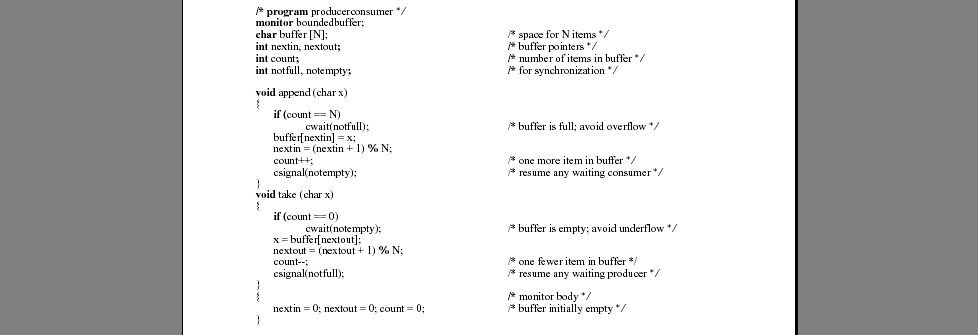 /* program producerconsumer */
monitor boundedbuffer;
char buffer [N]; /* space for N items */
int nextin, nextout; /* buffer pointers */
int count; /* number of items in buffer */
int notfull, notempty; /* for synchronization */
void append (char x)
{
if (count == N)
cwait(notfull); /* buffer is full; avoid overflow */
buffer[nextin] = x;
nextin = (nextin + 1) % N;
count++; /* one more item in buffer */
csignal(notempty); /* resume any waiting consumer */
}
void take (char x)
{
if (count == 0)
cwait(notempty); /* buffer is empty; avoid underflow */
x = buffer[nextout];
nextout = (nextout + 1) % N;
count--; /* one fewer item in buffer */
csignal(notfull); /* resume any waiting producer */
}
{ /* monitor body */
nextin = 0; nextout = 0; count = 0; /* buffer initially empty */
}